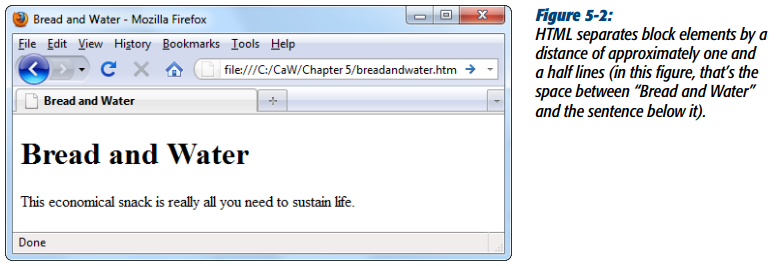 Bread and Water - Mozilla Firefox
File Edit View History Bookmarks Tools Help
file:///C:/CaW/Chapter 5/breadandwater.htm
Bread and Water
Bread and Water
This economical snack is really all you need to sustain life.
Done
Figure 5-2:
HTML separates block elements by a
distance of approximately one and
a half lines (in this figure, that's the
space between “Bread and Water”
and the sentence below it).